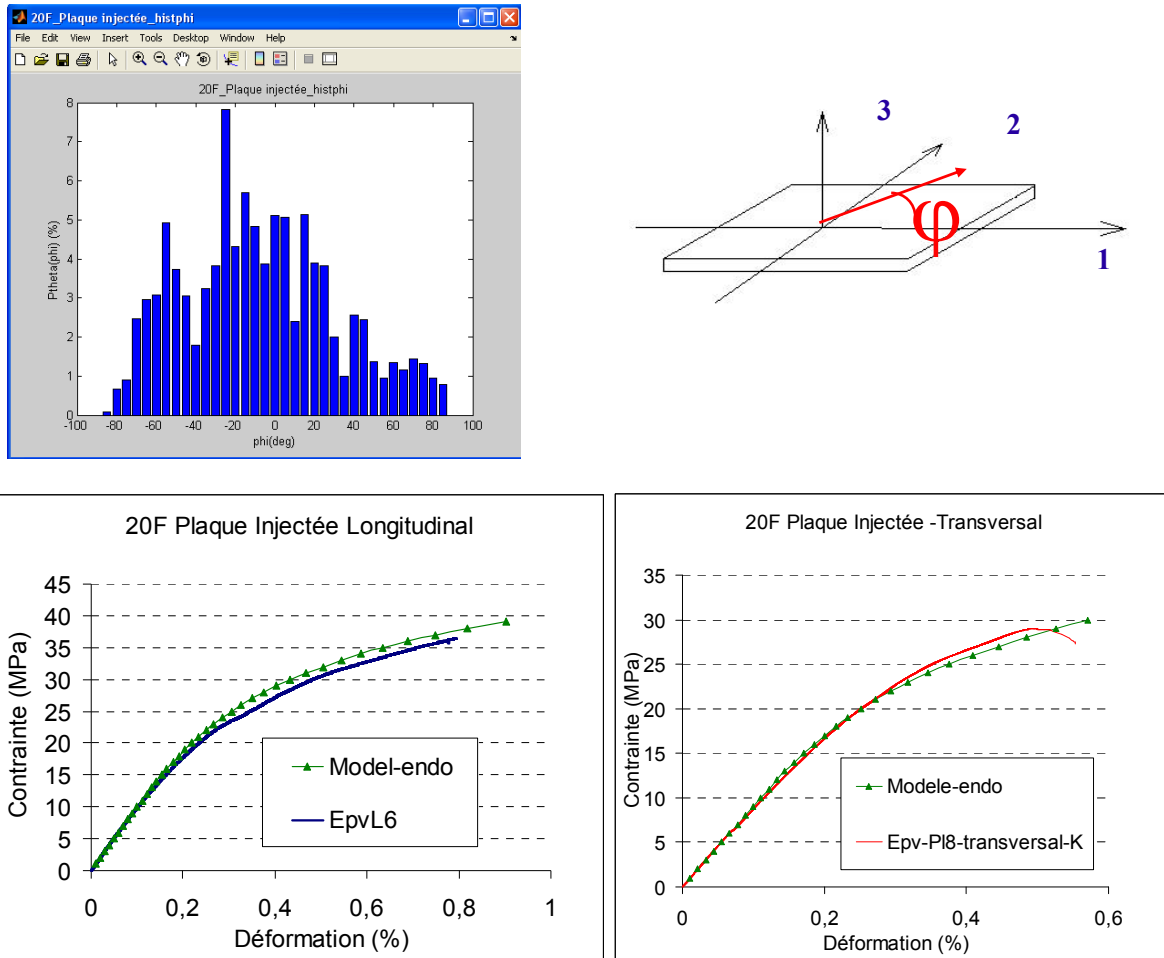 20F_Plaque injectée_histphi
File Edit View Insert Tools Desktop Window Help
20F_Plaque injectée_histphi
8
7
6
5
4
3
2
1
0
Ptheta(phi) (%)
-100 -80 -60 -40 -20 0 20 40 60 80 100
phi(deg)
3
2
φ
1
20F Plaque Injectée Longitudinal
45
40
35
30
25
20
15
10
5
0
Contrainte (MPa)
Model-endo
EpvL6
0 0,2 0,4 0,6 0,8 1
Déformation (%)
20F Plaque Injectée -Transversal
35
30
25
20
15
10
5
0
Contrainte (MPa)
Modele-endo
Epv-Pl8-transversal-K
0 0,2 0,4 0,6
Déformation (%)